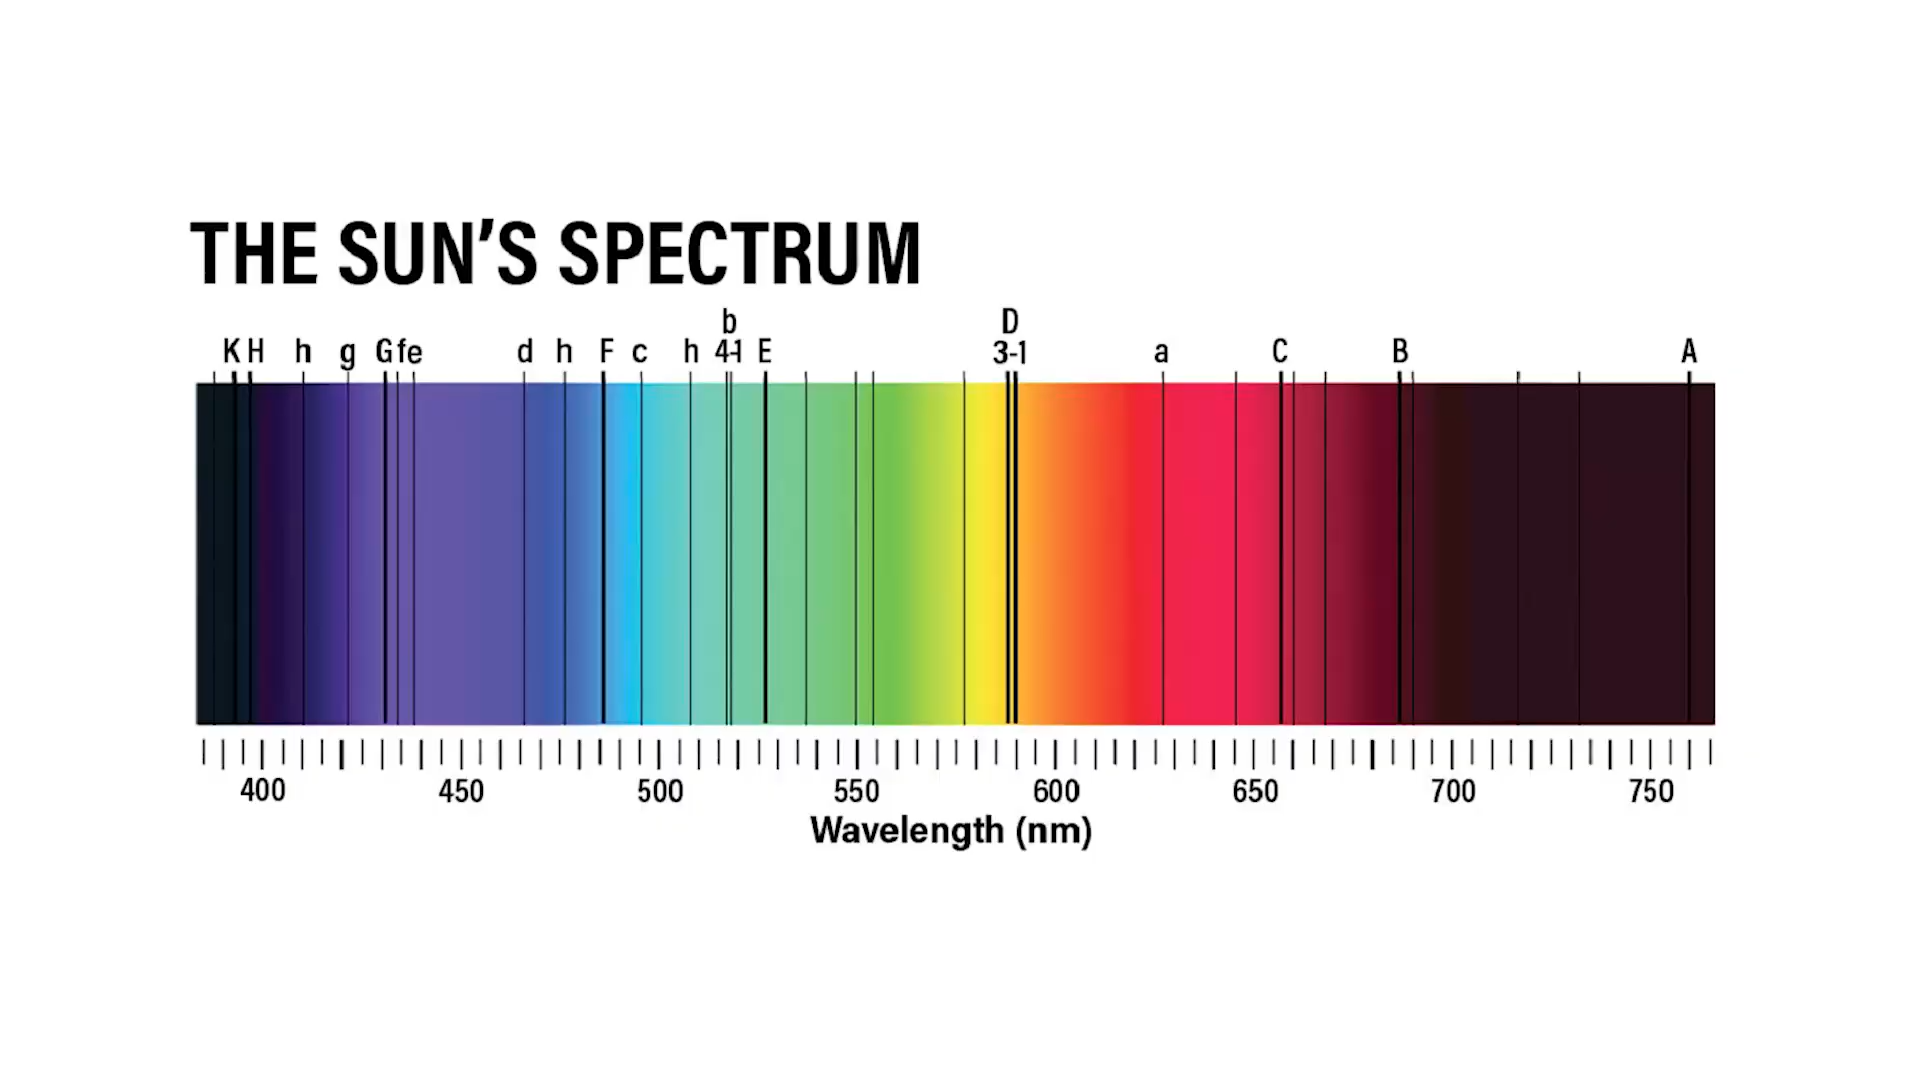 THE SUN'S SPECTRUM
b D
K H h g G f e d h F c h 4-1 E 3-1 a C B A
400 450 500 550 600 650 700 750
Wavelength (nm)